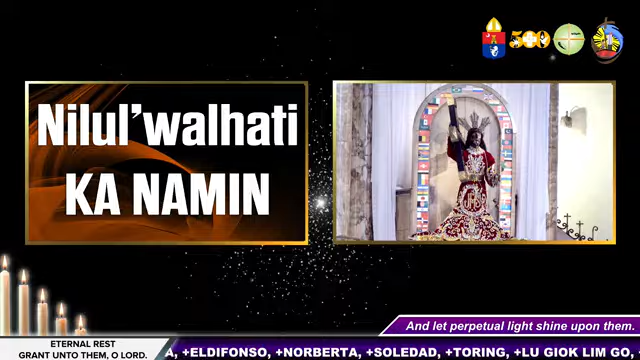 500
Nilul'walhati
KA NAMIN
And let perpetual light shine upon them.
ETERNAL REST
GRANT UNTO THEM, O LORD.
A, +ELDIFONSO, +NORBERTA, +SOLEDAD, +TORING, +LU GIOK LIM GO,